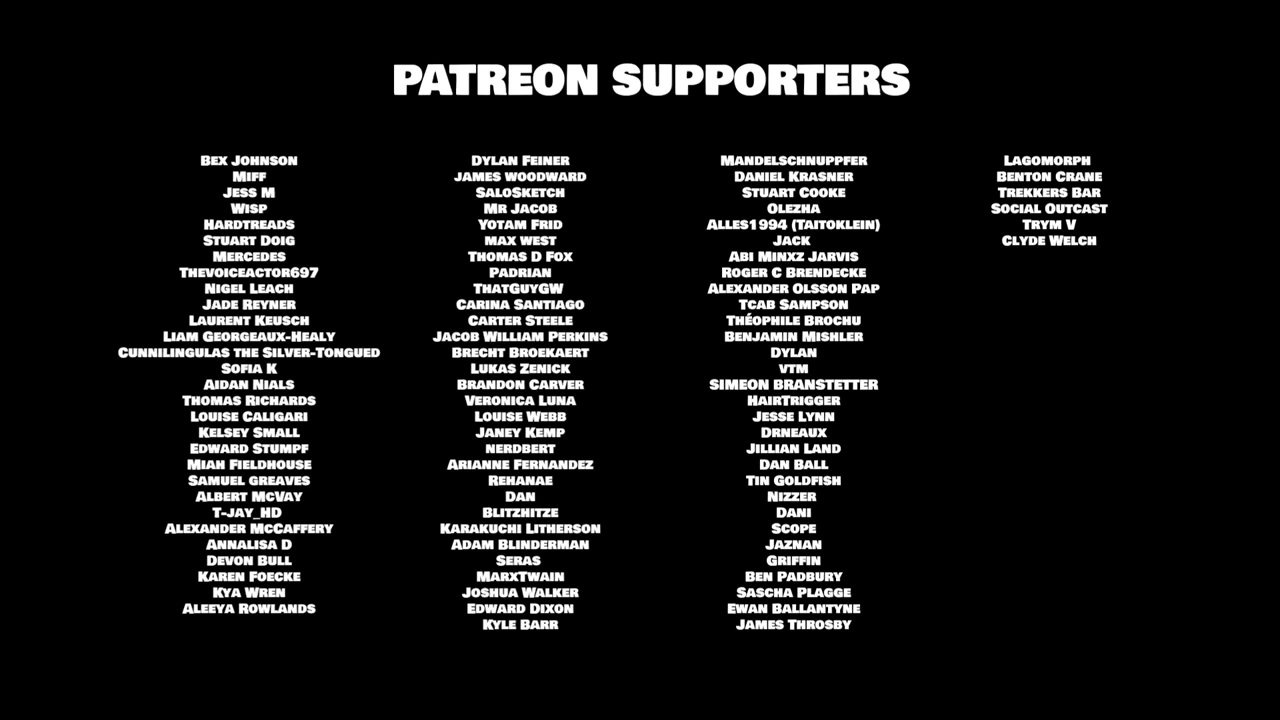 PATREON SUPPORTERS
Bex Johnson
Miff
Jess M
Wisp
Hardtreads
Stuart Doig
Mercedes
Thevoiceactor697
Nigel Leach
Jade Reyner
Laurent Keusch
Liam Georgeaux-Healy
Cunnilingulas the Silver-Tongued
Sofia K
Aidan Nials
Thomas Richards
Louise Caligari
Kelsey Small
Edward Stumpf
Miah Fieldhouse
Samuel greaves
Albert McVay
T-Jay_HD
Alexander McCaffery
Annalisa D
Devon Bull
Karen Foecke
Kya Wren
Aleeya Rowlands
Dylan Feiner
james woodward
SaloSketch
Mr Jacob
Yotam Frid
max west
Thomas D Fox
Padrian
ThatGuyGW
Carina Santiago
Carter Steele
Jacob William Perkins
Brecht Broekaert
Lukas Zenick
Brandon Carver
Veronica Luna
Louise Webb
Janey Kemp
nerdbert
Arianne Fernandez
Rehanae
Dan
Blitzhitze
Karakuchi Litherson
Adam Blinderman
Seras
MarxTwain
Joshua Walker
Edward Dixon
Kyle Barr
Mandelschnuppfer
Daniel Krasner
Stuart Cooke
Olezha
Alles1994 (Taitoklein)
Jack
Abi Minxz Jarvis
Roger C Brendecke
Alexander Olsson Pap
Tcab Sampson
Théophile Brochu
Benjamin Mishler
Dylan
vtm
SIMEON BRANSTETTER
HairTrigger
Jesse Lynn
Drneaux
Jillian Land
Dan Ball
Tin Goldfish
Nizzer
Dani
Scope
Jaznan
Griffin
Ben Padbury
Sascha Plagge
Ewan Ballantyne
James Throsby
Lagomorph
Benton Crane
Trekkers Bar
Social Outcast
Trym V
Clyde Welch